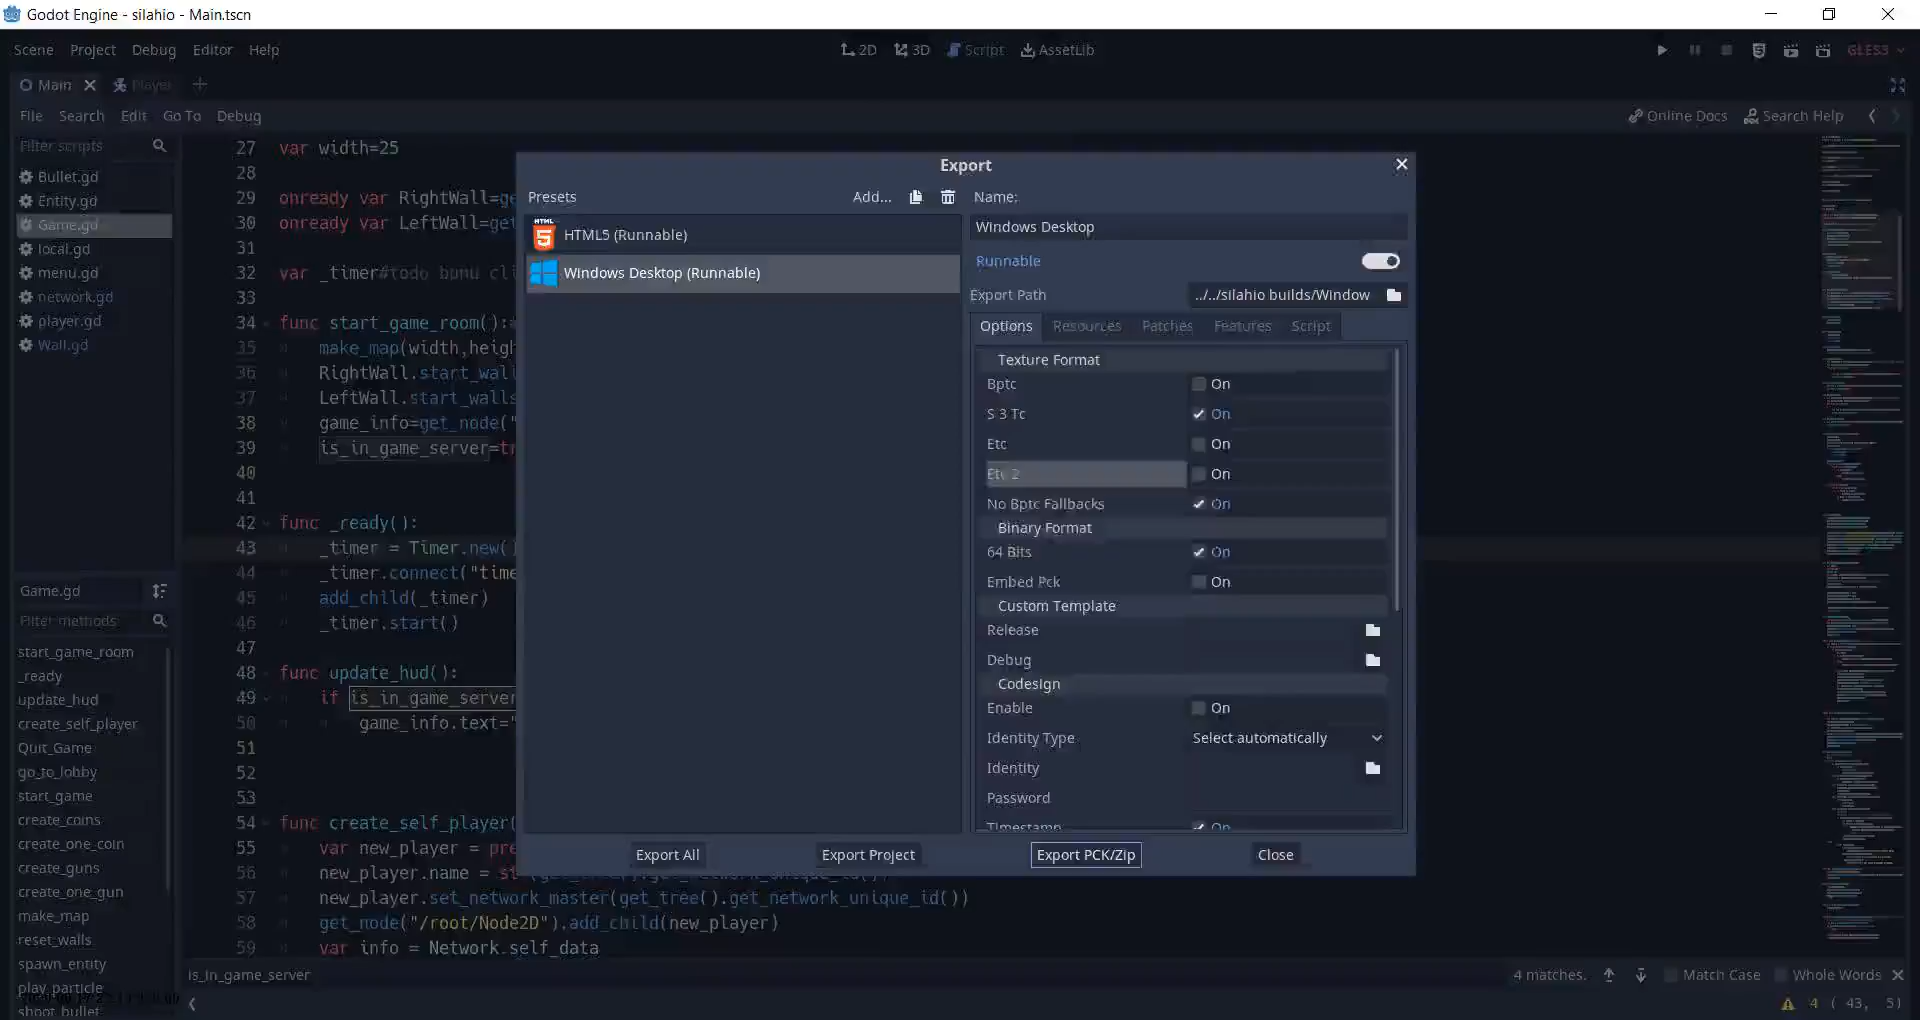 Godot Engine - silahio - Main.tscn
Scene Project Debug Editor Help
2D 3D Script AssetLib
GLES3
Main Player
File Search Edit Go To Debug
Online Docs Search Help
Filter scripts
Bullet.gd
Entity.gd
Game.gd
local.gd
menu.gd
network.gd
player.gd
Wall.gd
Game.gd
Filter methods
start_game_room
_ready
update_hud
create_self_player
Quit_Game
go_to_lobby
start_game
create_coins
create_one_coin
create_guns
create_one_gun
make_map
reset_walls
spawn_entity
play_particle
shoot_bullet
27 var width=25
28
29 onready var RightWall=ge
30 onready var LeftWall=get
31
32 var _timer#todo bunu cli
33
34 func start_game_room():
35 make_map(width,heigh
36 RightWall.start_wall
37 LeftWall.start_walls
38 game_info=get_node("
39 is_in_game_server=tr
40
41
42 func _ready():
43 _timer = Timer.new()
44 _timer.connect("time
45 add_child(_timer)
46 _timer.start()
47
48 func update_hud():
49 if is_in_game_server
50 game_info.text="
51
52
53
54 func create_self_player(
55 var new_player = pre
56 new_player.name = str(get_tree().get_network_unique_id())
57 new_player.set_network_master(get_tree().get_network_unique_id())
58 get_node("/root/Node2D").add_child(new_player)
59 var info = Network.self_data
is_in_game_server
4 matches. Match Case Whole Words
4 ( 43, 5)
Export
Presets Add...
HTML5 (Runnable)
Windows Desktop (Runnable)
Name:
Windows Desktop
Runnable
Export Path ../../silahio builds/Window
Options Resources Patches Features Script
Texture Format
Bptc On
S 3 Tc On
Etc On
Etc 2 On
No Bptc Fallbacks On
Binary Format
64 Bits On
Embed Pck On
Custom Template
Release
Debug
Codesign
Enable On
Identity Type Select automatically
Identity
Password
Timestamp On
Export All Export Project Export PCK/Zip Close